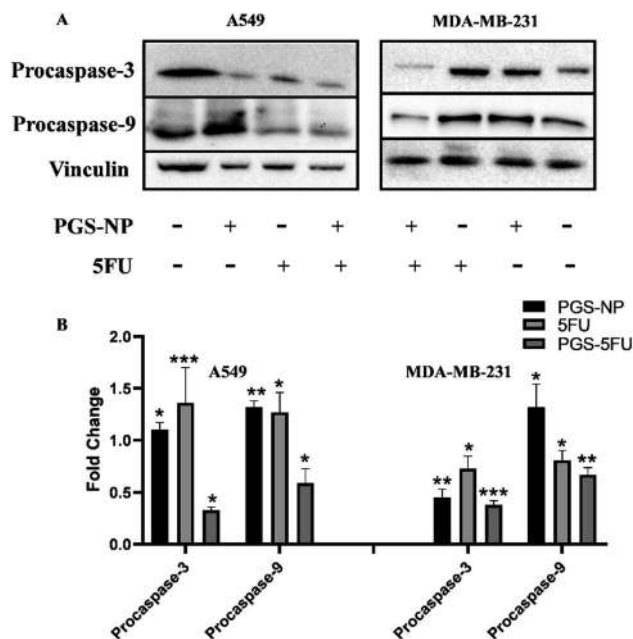 A A549 MDA-MB-231
Procaspase-3
Procaspase-9
Vinculin
PGS-NP - + - + + - + -
5FU - - + + + + - -
B
PGS-NP
5FU
PGS-5FU
A549 MDA-MB-231
Fold Change
2.0
1.5
1.0
0.5
0.0
* *** * ** * * ** * *** * * **
Procaspase-3 Procaspase-9 Procaspase-3 Procaspase-9